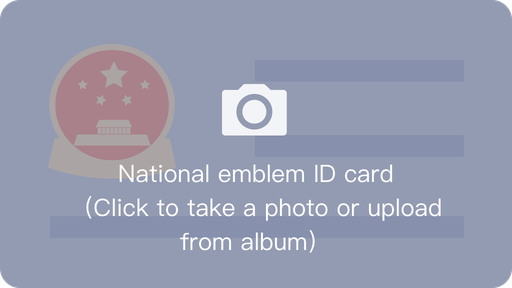 National emblem ID card
（Click to take a photo or upload
from album）